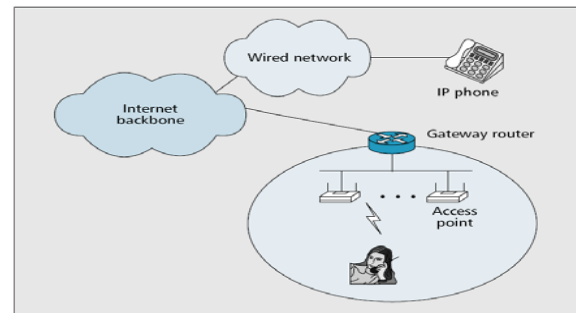 Wired network
IP phone
Internet
backbone
Gateway router
Access
point